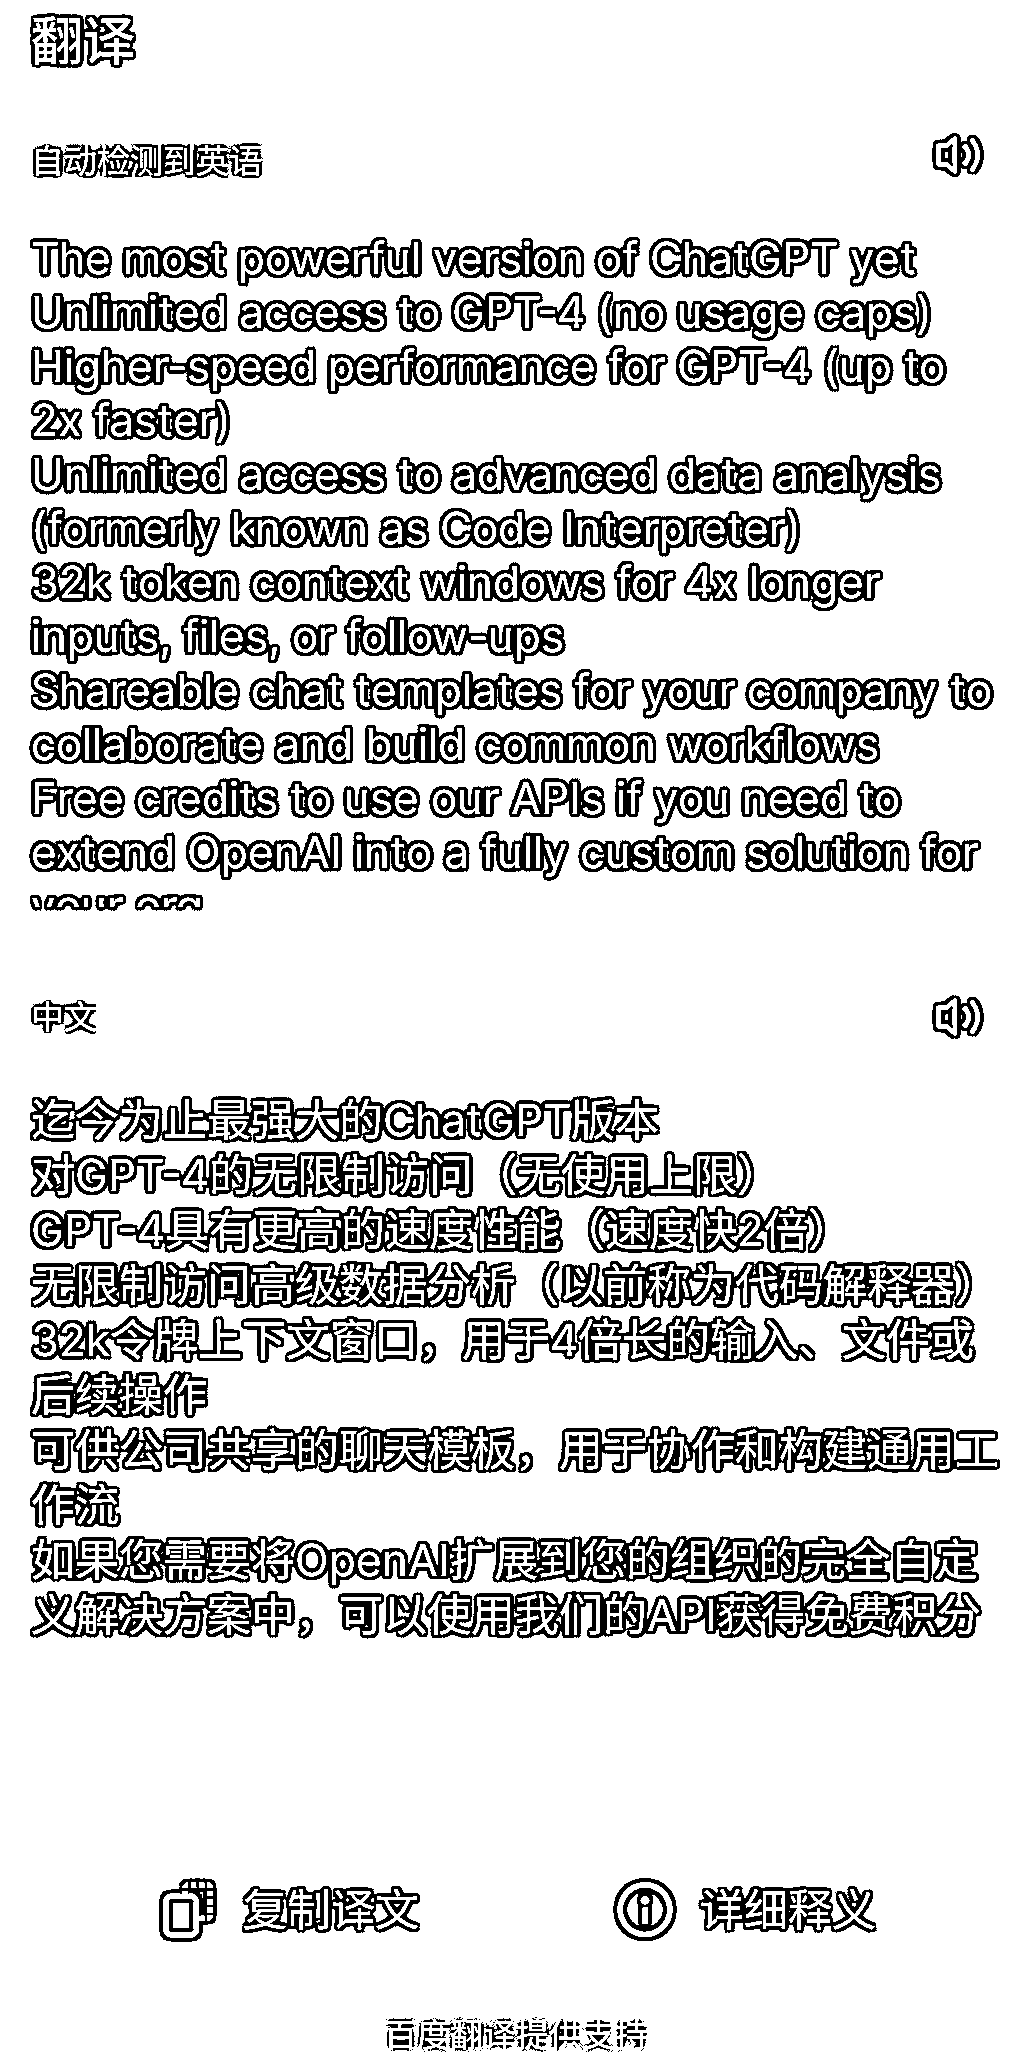 翻译
自动检测到英语
The most powerful version of ChatGPT yet
Unlimited access to GPT-4 (no usage caps)
Higher-speed performance for GPT-4 (up to
2x faster)
Unlimited access to advanced data analysis
(formerly known as Code Interpreter)
32k token context windows for 4x longer
inputs, files, or follow-ups
Shareable chat templates for your company to
collaborate and build common workflows
Free credits to use our APIs if you need to
extend OpenAI into a fully custom solution for
your org
中文
迄今为止最强大的ChatGPT版本
对GPT-4的无限制访问（无使用上限）
GPT-4具有更高的速度性能（速度快2倍）
无限制访问高级数据分析（以前称为代码解释器）
32k令牌上下文窗口，用于4倍长的输入、文件或
后续操作
可供公司共享的聊天模板，用于协作和构建通用工
作流
如果您需要将OpenAI扩展到您的组织的完全自定
义解决方案中，可以使用我们的API获得免费积分
复制译文
详细释义
百度翻译提供支持